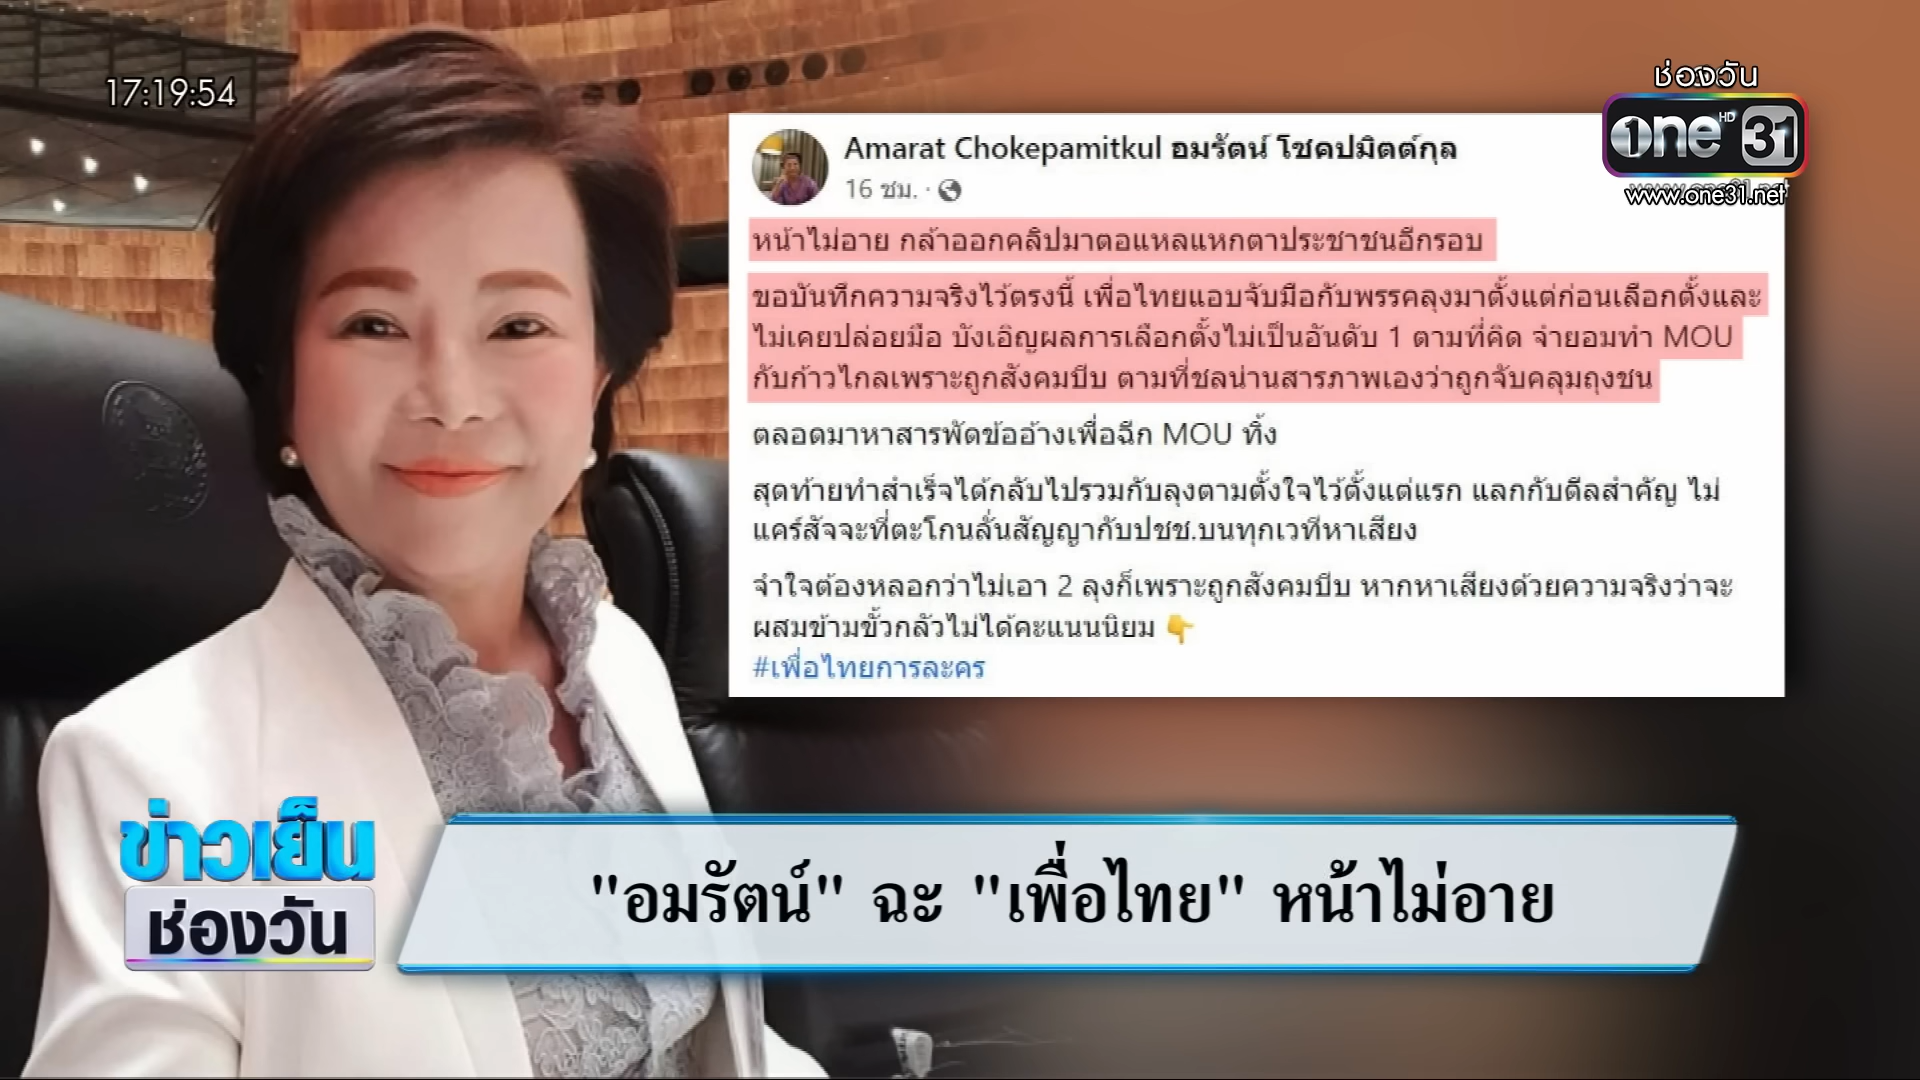 17:19:54
ช่องวัน
one HD 31
www.one31.net
Amarat Chokepamitkul อมรัตน์ โชคปมิตต์กุล
16 ชม. ·
หน้าไม่อาย กล้าออกคลิปมาตอแหลแหกตาประชาชนอีกรอบ
ขอบันทึกความจริงไว้ตรงนี้ เพื่อไทยแอบจับมือกับพรรคลุงมาตั้งแต่ก่อนเลือกตั้งและ
ไม่เคยปล่อยมือ บังเอิญผลการเลือกตั้งไม่เป็นอันดับ 1 ตามที่คิด จำยอมทำ MOU
กับก้าวไกลเพราะถูกสังคมบีบ ตามที่ชลน่านสารภาพเองว่าถูกจับคลุมถุงชน
ตลอดมาหาสารพัดข้ออ้างเพื่อฉีก MOU ทิ้ง
สุดท้ายทำสำเร็จได้กลับไปรวมกับลุงตามตั้งใจไว้ตั้งแต่แรก แลกกับดีลสำคัญ ไม่
แคร์สัจจะที่ตะโกนลั่นสัญญากับปชช.บนทุกเวทีหาเสียง
จำใจต้องหลอกว่าไม่เอา 2 ลุงก็เพราะถูกสังคมบีบ หากหาเสียงด้วยความจริงว่าจะ
ผสมข้ามขั้วกลัวไม่ได้คะแนนนิยม 👇
#เพื่อไทยการละคร
ข่าวเย็น
ช่องวัน
"อมรัตน์" ฉะ "เพื่อไทย" หน้าไม่อาย